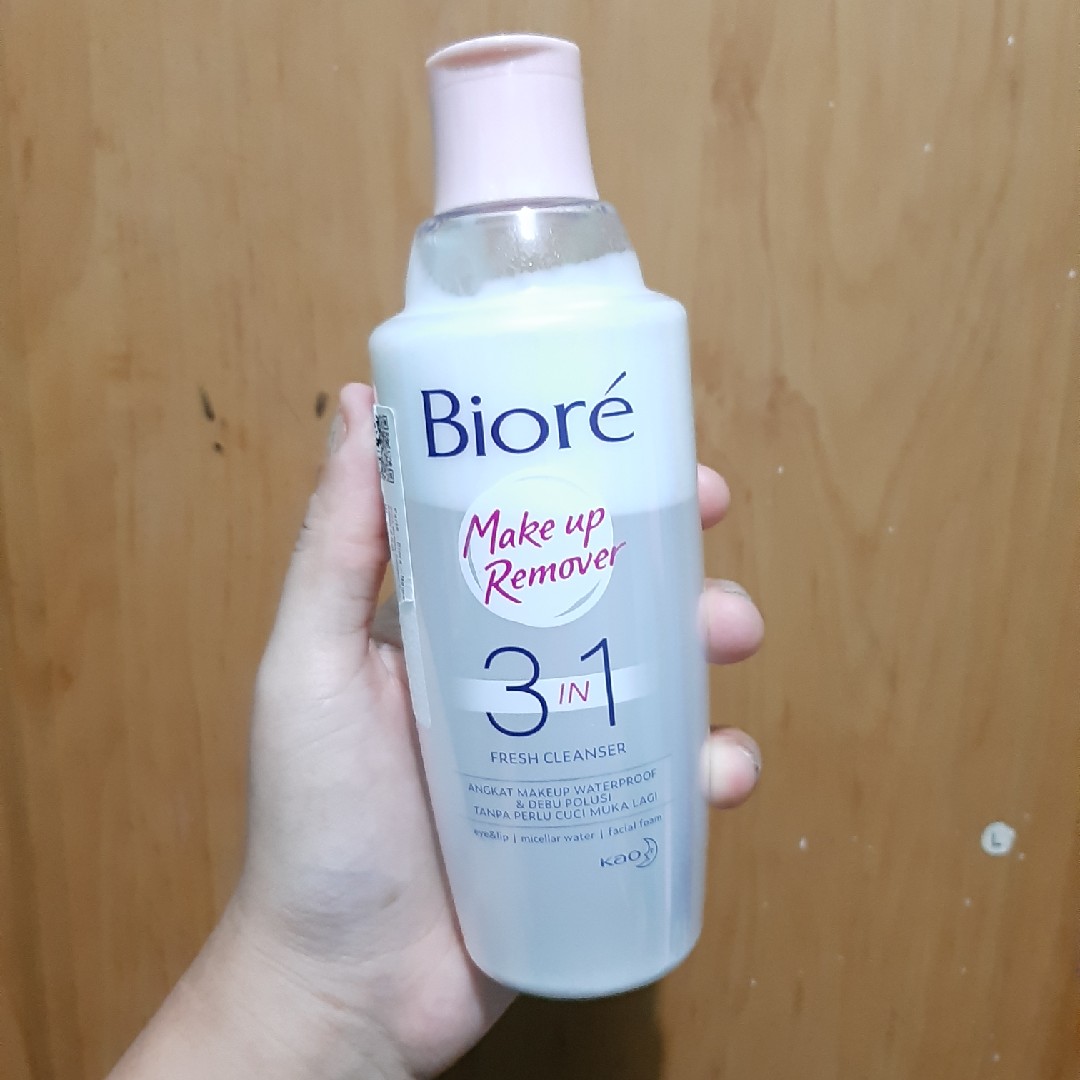 Bioré
Make up
Remover
3 IN 1
FRESH CLEANSER
ANGKAT MAKEUP WATERPROOF
& DEBU POLUSI
TANPA PERLU CUCI MUKA LAGI
eye&lip | micellar water | facial foam
Kao
L